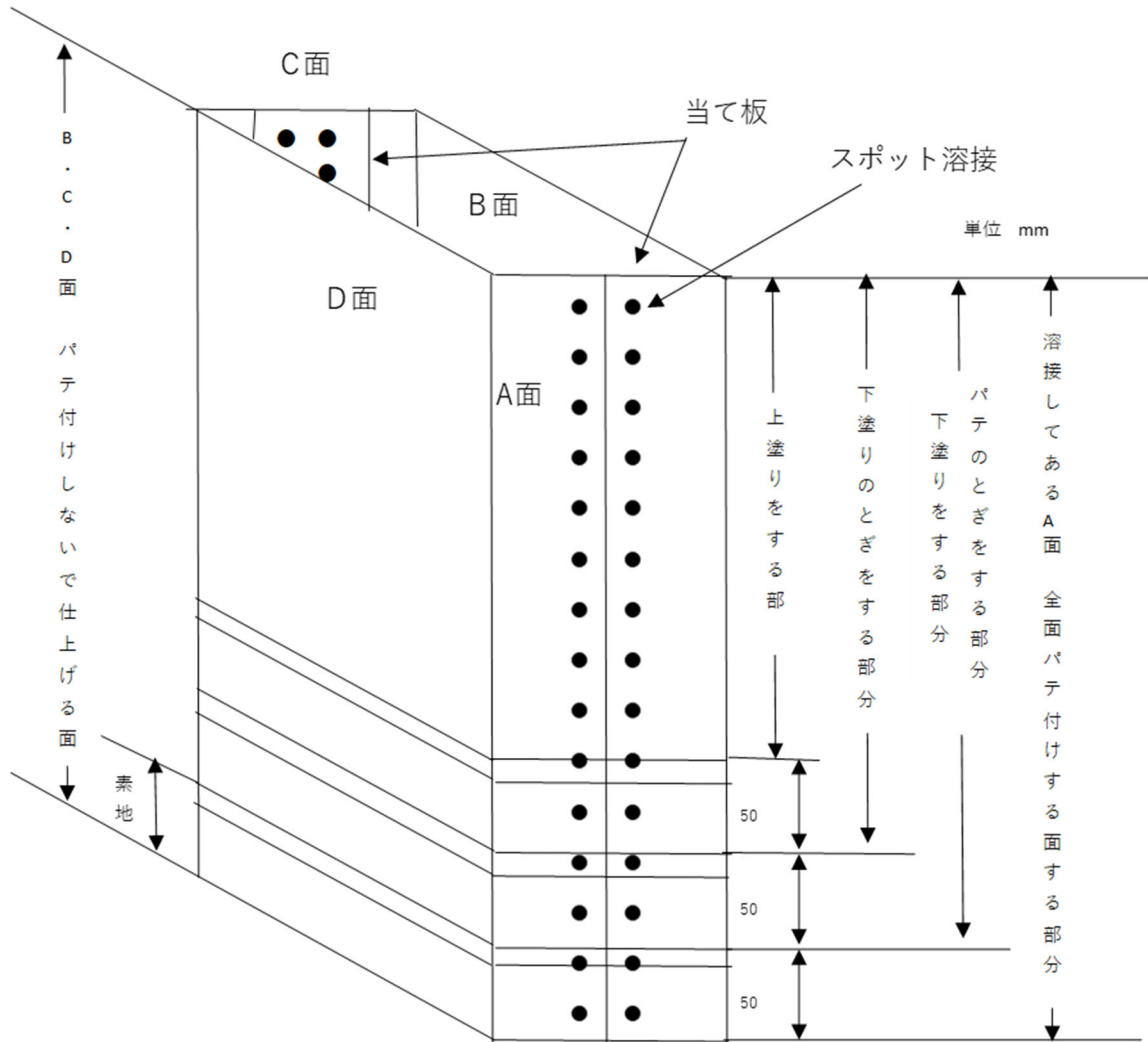 C面
当て板
スポット溶接
B面
単位 mm
D面
A面
B・C・D面 パテ付けしないで仕上げる面
素地
上塗りをする部
下塗りのとぎをする部分
パテのとぎをする部分
下塗りをする部分
溶接してあるA面 全面パテ付けする面する部分
50
50
50